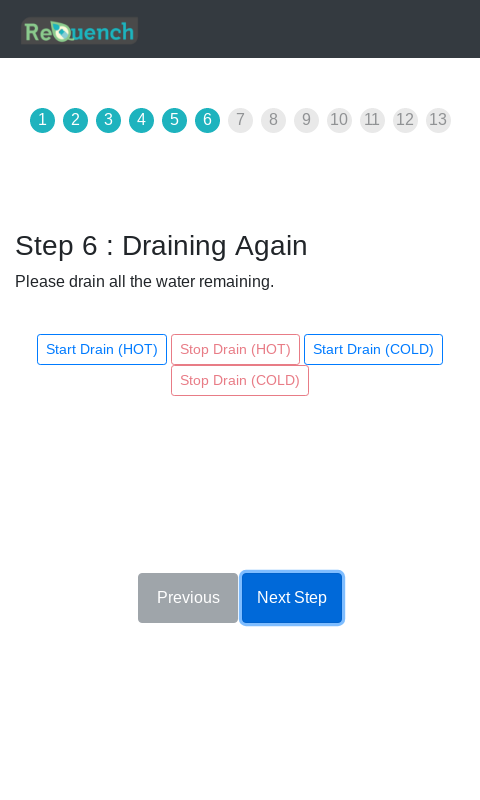 ReQuench
1 2 3 4 5 6 7 8 9 10 11 12 13
Step 6 : Draining Again
Please drain all the water remaining.
Start Drain (HOT) Stop Drain (HOT) Start Drain (COLD)
Stop Drain (COLD)
Previous Next Step